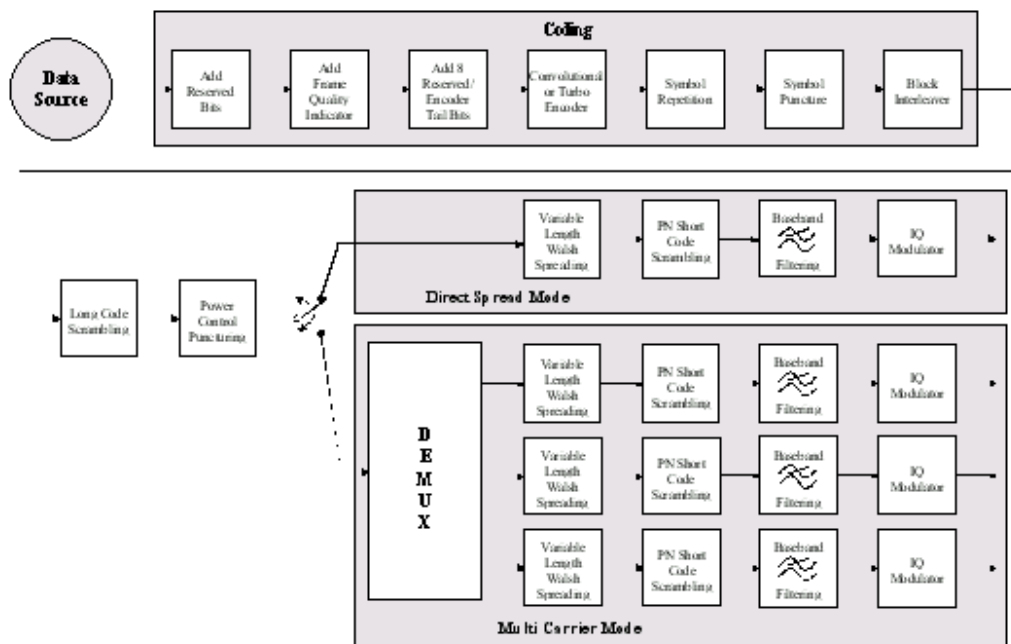 Coding
Data
Source
Add
Reserved
Bits
Add
Frame
Quality
Indicator
Add 8
Reserved/
Encoder
Tail Bits
Convolutional
or Turbo
Encoder
Symbol
Repetition
Symbol
Puncture
Block
Interleaver
Variable
Length
Walsh
Spreading
PN Short
Code
Scrambling
Baseband
Filtering
IQ
Modulator
Direct Spread Mode
Long Code
Scrambling
Power
Control
Puncturing
D
E
M
U
X
Variable
Length
Walsh
Spreading
PN Short
Code
Scrambling
Baseband
Filtering
IQ
Modulator
Variable
Length
Walsh
Spreading
PN Short
Code
Scrambling
Baseband
Filtering
IQ
Modulator
Variable
Length
Walsh
Spreading
PN Short
Code
Scrambling
Baseband
Filtering
IQ
Modulator
Multi Carrier Mode